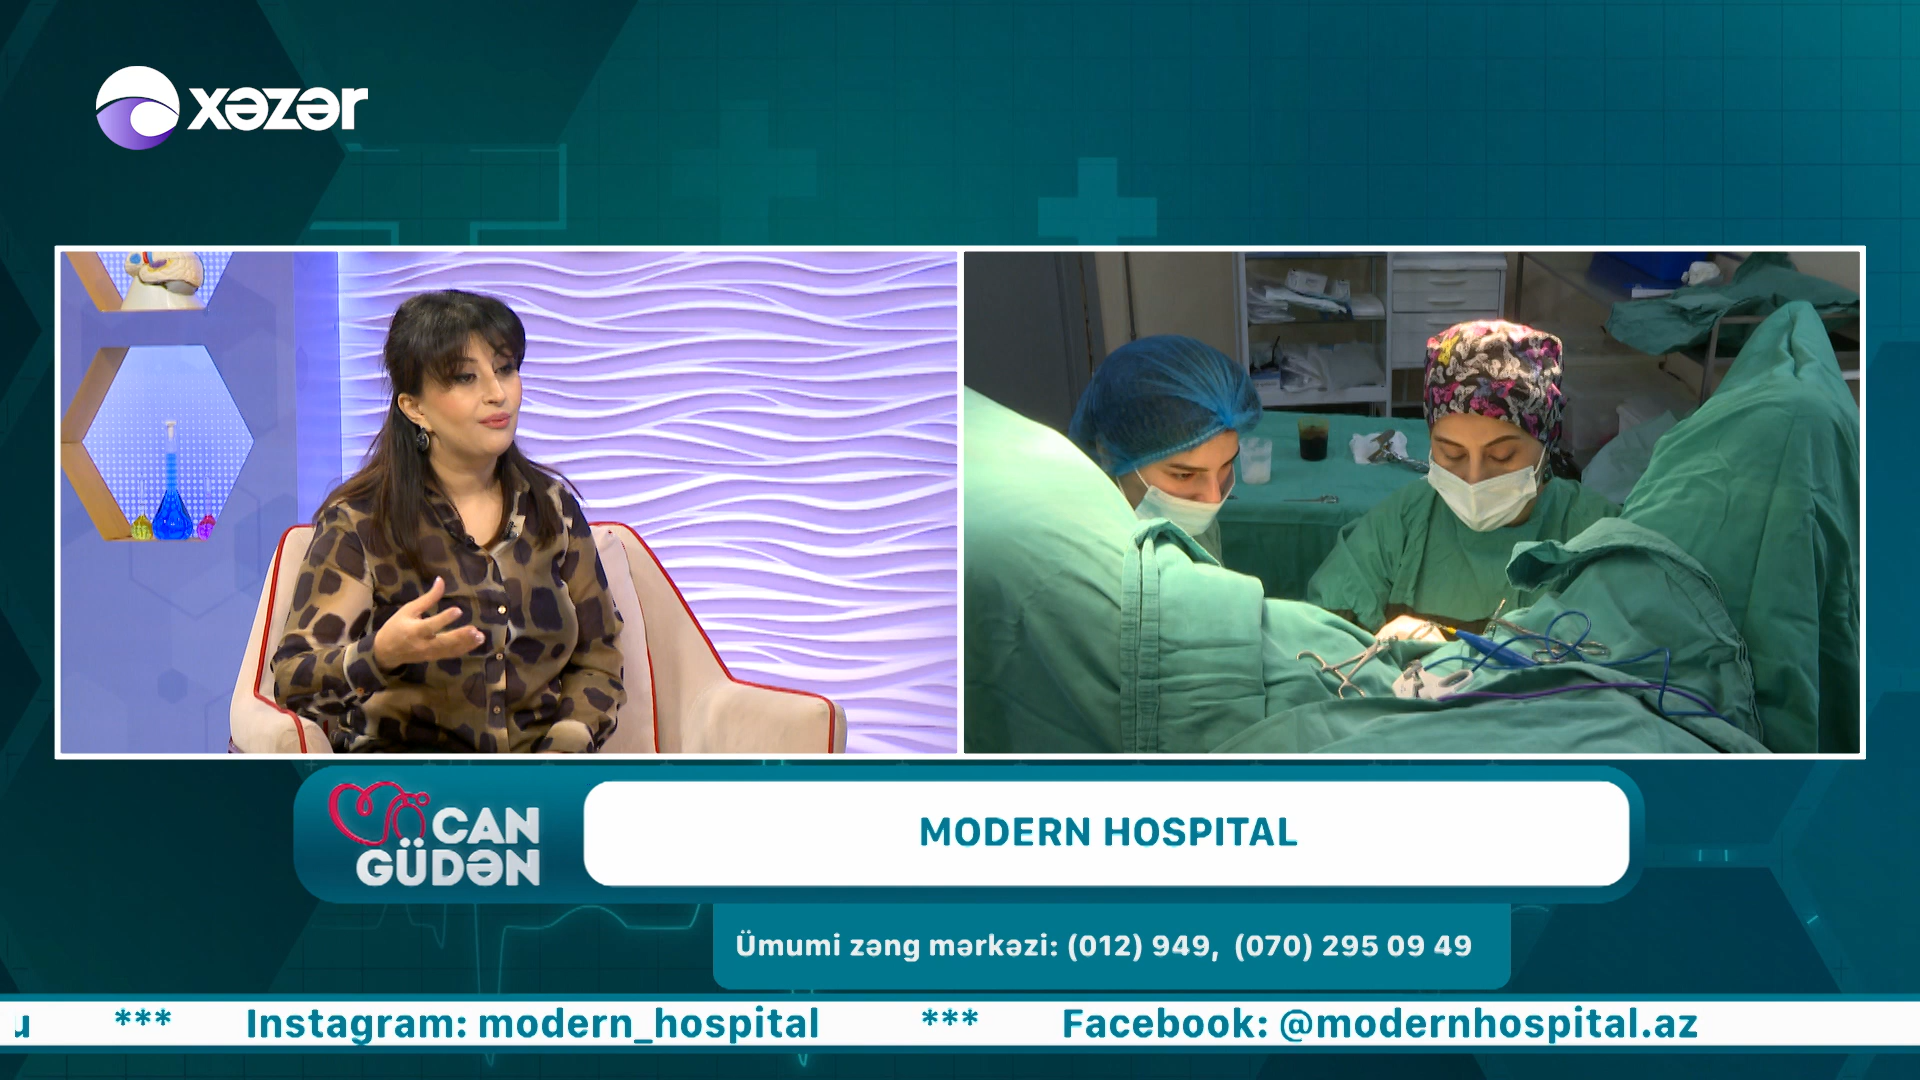 xəzər
CAN
GÜDƏN
MODERN HOSPITAL
Ümumi zəng mərkəzi: (012) 949, (070) 295 09 49
*** Instagram: modern_hospital *** Facebook: @modernhospital.az